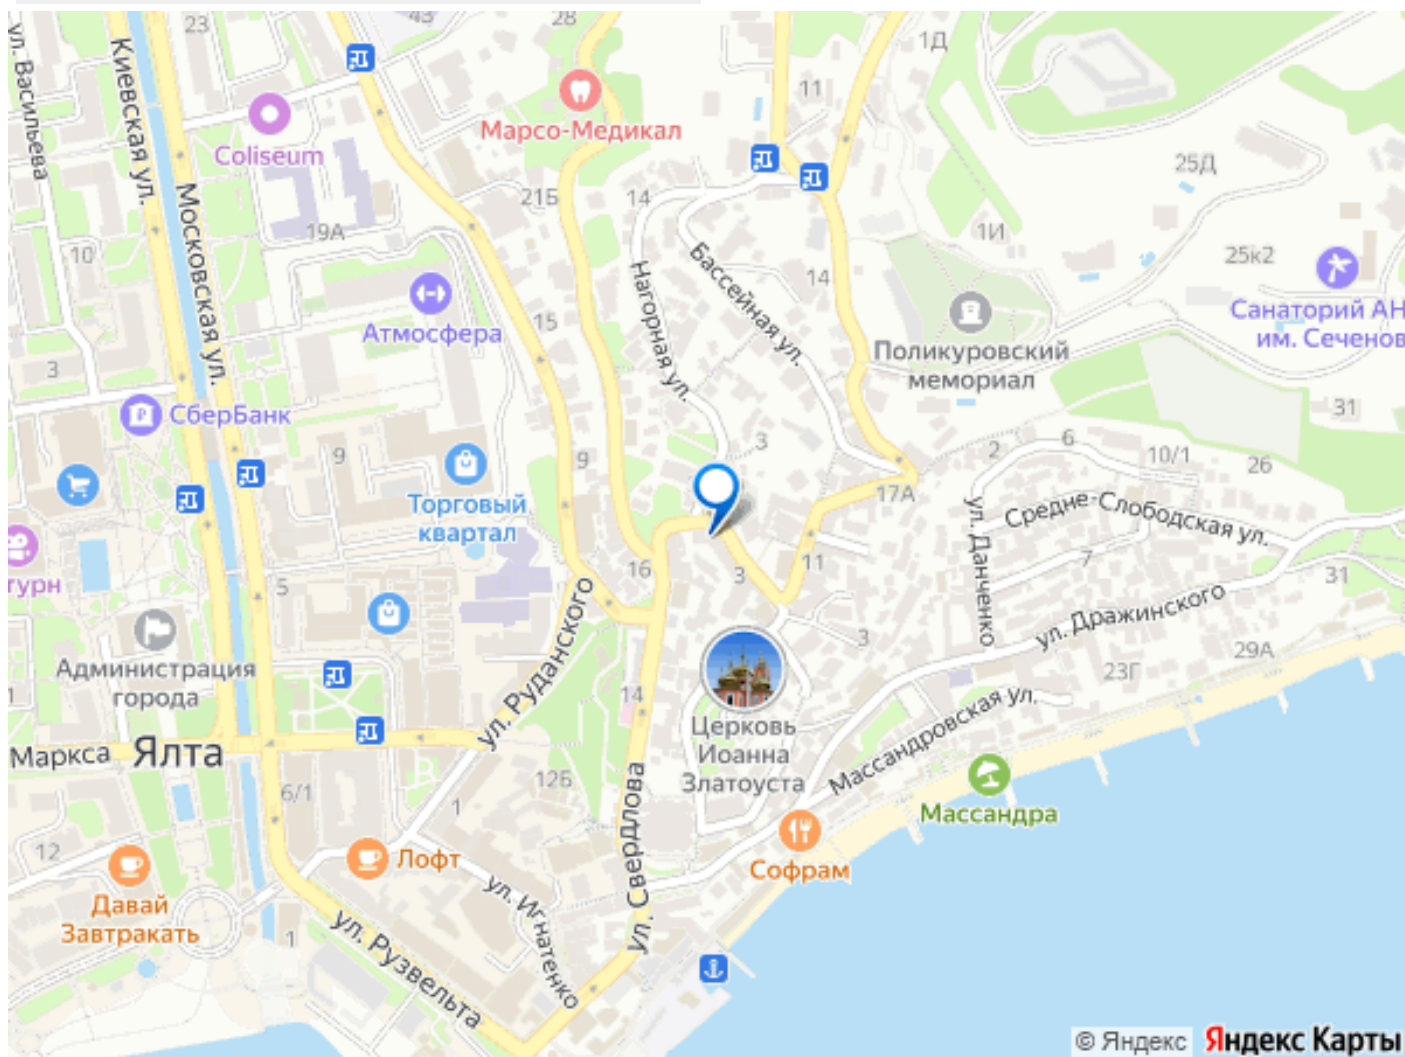 43
28
23
1Д
ул. Васильева
Киевская ул.
11
Марсо-Медикал
Coliseum
25Д
Московская ул.
21Б
14
19А
1И
10
25к2
Нагорная ул.
Бассейная ул.
14
Санаторий АН
им. Сеченов
15
Атмосфера
Поликуровский
мемориал
3
СберБанк
31
3
6
2
10/1
26
9
9
17А
Торговый
квартал
ул. Данченко
Средне-Слободская ул.
турн
16
3
11
7
31
5
ул. Руданского
ул. Дражинского
3
29А
Администрация
города
23Г
14
Массандровская ул.
1
Маркса
Ялта
Церковь
Иоанна
Златоуста
12Б
6/1
1
ул. Свердлова
Массандра
12
Лофт
Софрам
Давай
Завтракать
ул. Игнатенко
1
ул. Рузвельта
© Яндекс Яндекс Карты